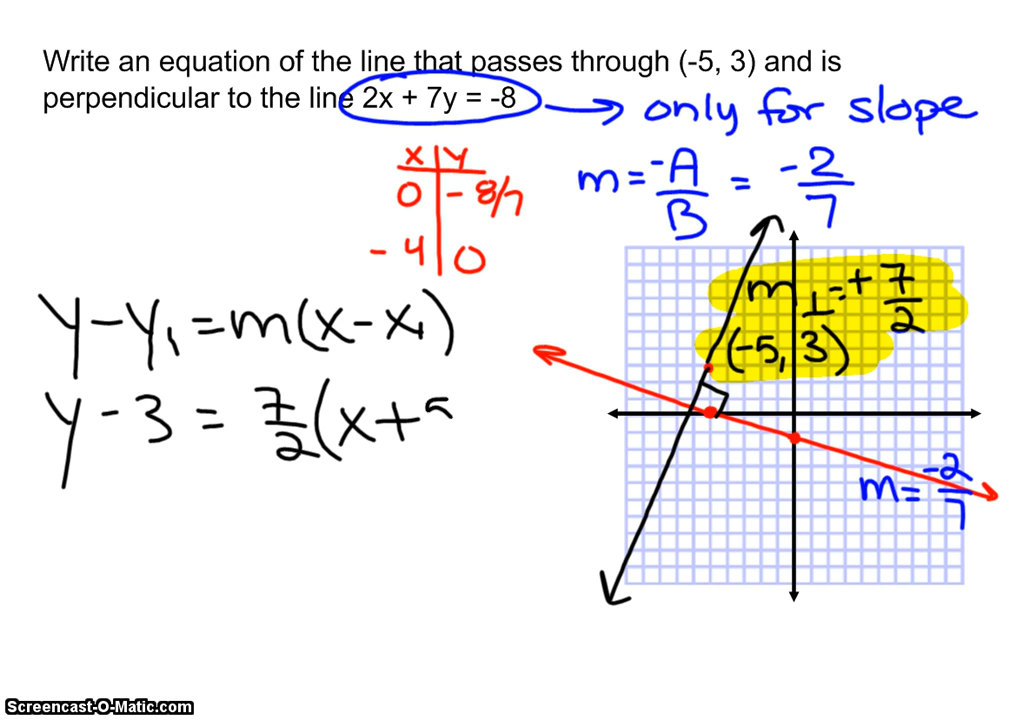 Write an equation of the line that passes through (-5, 3) and is
perpendicular to the line 2x + 7y = -8
only for slope
x | y
0 | -8/7
-4 | 0
m = -A/B = -2/7
m⊥ = +7/2
(-5, 3)
y - y₁ = m(x - x₁)
y - 3 = 7/2(x + 5
m = -2/7
Screencast-O-Matic.com